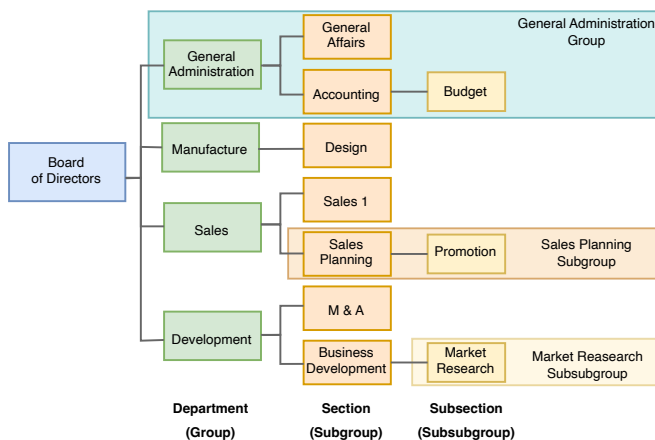 General
Affairs
General Administration
Group
General
Administration
Accounting
Budget
Manufacture
Design
Board
of Directors
Sales 1
Sales
Sales
Planning
Promotion
Sales Planning
Subgroup
M & A
Development
Business
Development
Market
Research
Market Reasearch
Subsubgroup
Department
(Group)
Section
(Subgroup)
Subsection
(Subsubgroup)